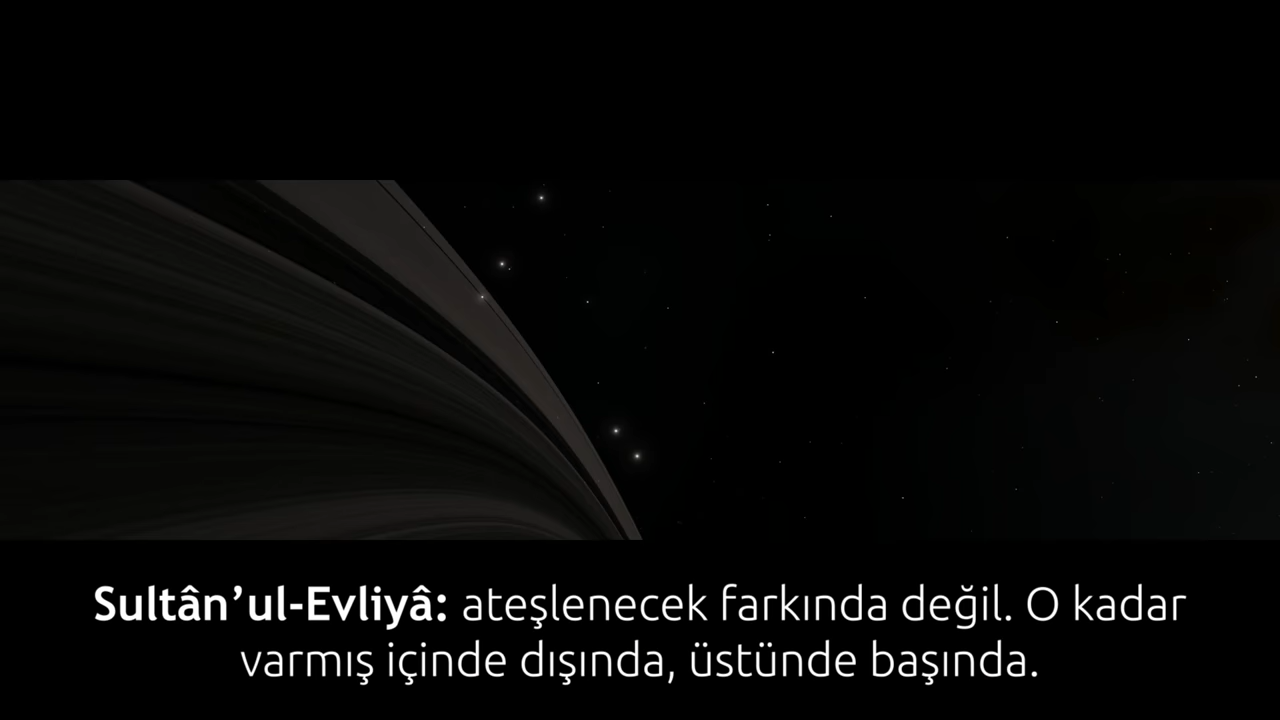 Sultân’ul-Evliyâ: ateşlenecek farkında değil. O kadar
varmış içinde dışında, üstünde başında.